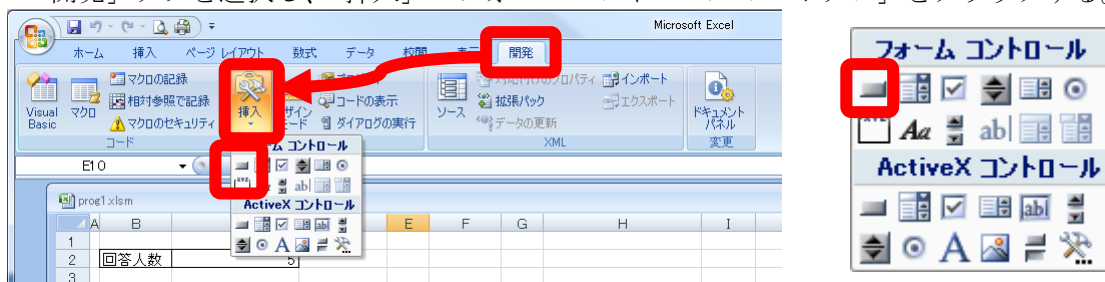 Microsoft Excel
ホーム 挿入 ページ レイアウト 数式 データ 校閲 開発
マクロの記録
相対参照で記録
マクロのセキュリティ
Visual Basic
マクロ
コード
挿入
コードの表示
ダイアログの実行
ソース
拡張パック
データの更新
インポート
エクスポート
XML
ドキュメント
パネル
変更
E10
コントロール
ActiveX コントロール
prog1.xlsm
A B E F G H I
1
2 回答人数 5
3
フォーム コントロール
XYZ Aa ab
ActiveX コントロール
ab A